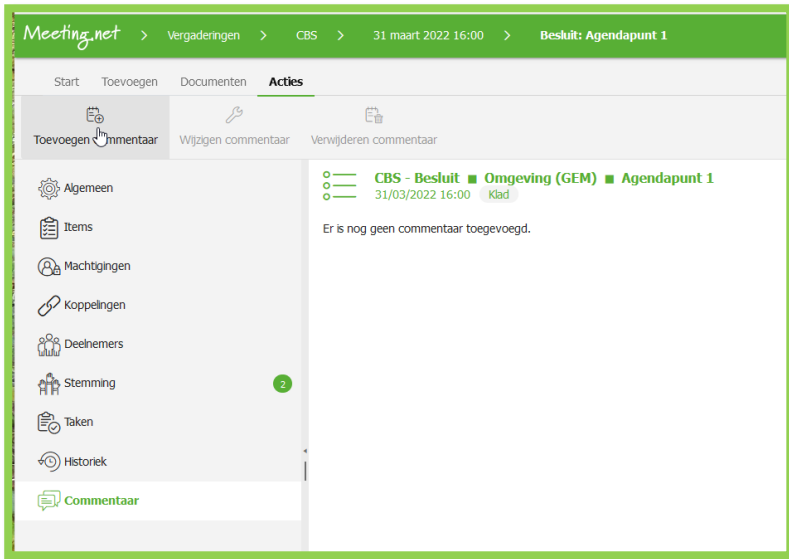 Meeting.net > Vergaderingen > CBS > 31 maart 2022 16:00 > Besluit: Agendapunt 1
Start Toevoegen Documenten Acties
Toevoegen commentaar Wijzigen commentaar Verwijderen commentaar
CBS - Besluit ■ Omgeving (GEM) ■ Agendapunt 1
31/03/2022 16:00 Klad
Er is nog geen commentaar toegevoegd.
Algemeen
Items
Machtigingen
Koppelingen
Deelnemers
Stemming 2
Taken
Historiek
Commentaar